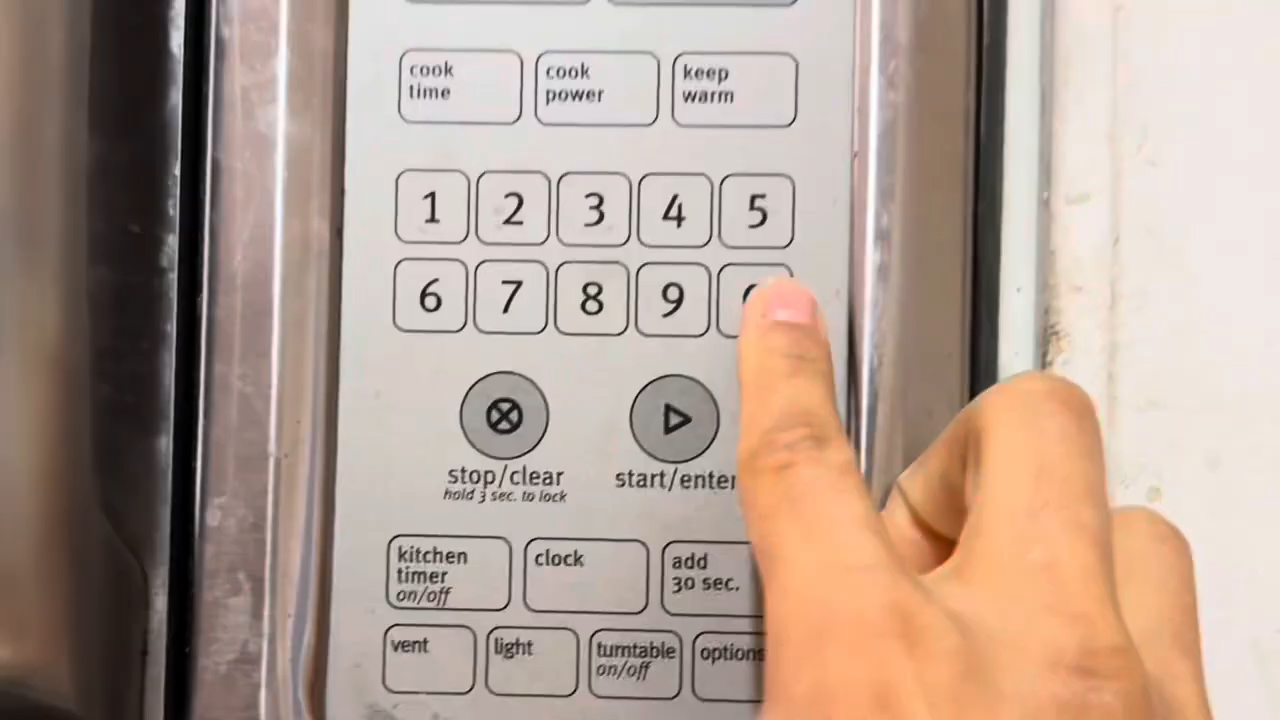 cook time
cook power
keep warm
1 2 3 4 5
6 7 8 9
stop/clear
hold 3 sec. to lock
start/enter
kitchen timer on/off
clock
add 30 sec.
vent
light
turntable on/off
options